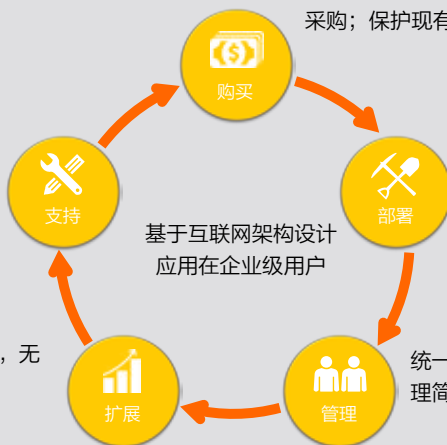 采购；保护现有
购买
支持
部署
基于互联网架构设计
应用在企业级用户
，无
统一
理简
扩展
管理